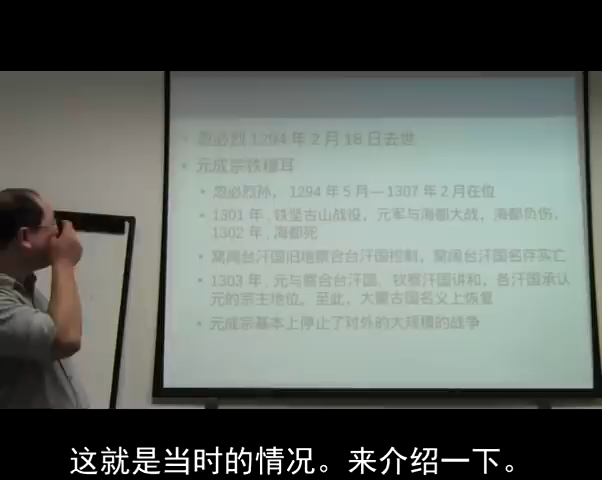 忽必烈 1294 年 2 月 18 日去世
元成宗铁穆耳
忽必烈孙， 1294 年 5 月—1307 年 2 月在位
1301 年，铁坚古山战役，元军与海都大战，海都负伤，
1302 年，海都死
窝阔台汗国旧地察合台汗国控制，窝阔台汗国名存实亡
1303 年，元与察合台汗国、钦察汗国讲和，各汗国承认
元的宗主地位。至此，大蒙古国名义上恢复
元成宗基本上停止了对外的大规模的战争
这就是当时的情况。来介绍一下。